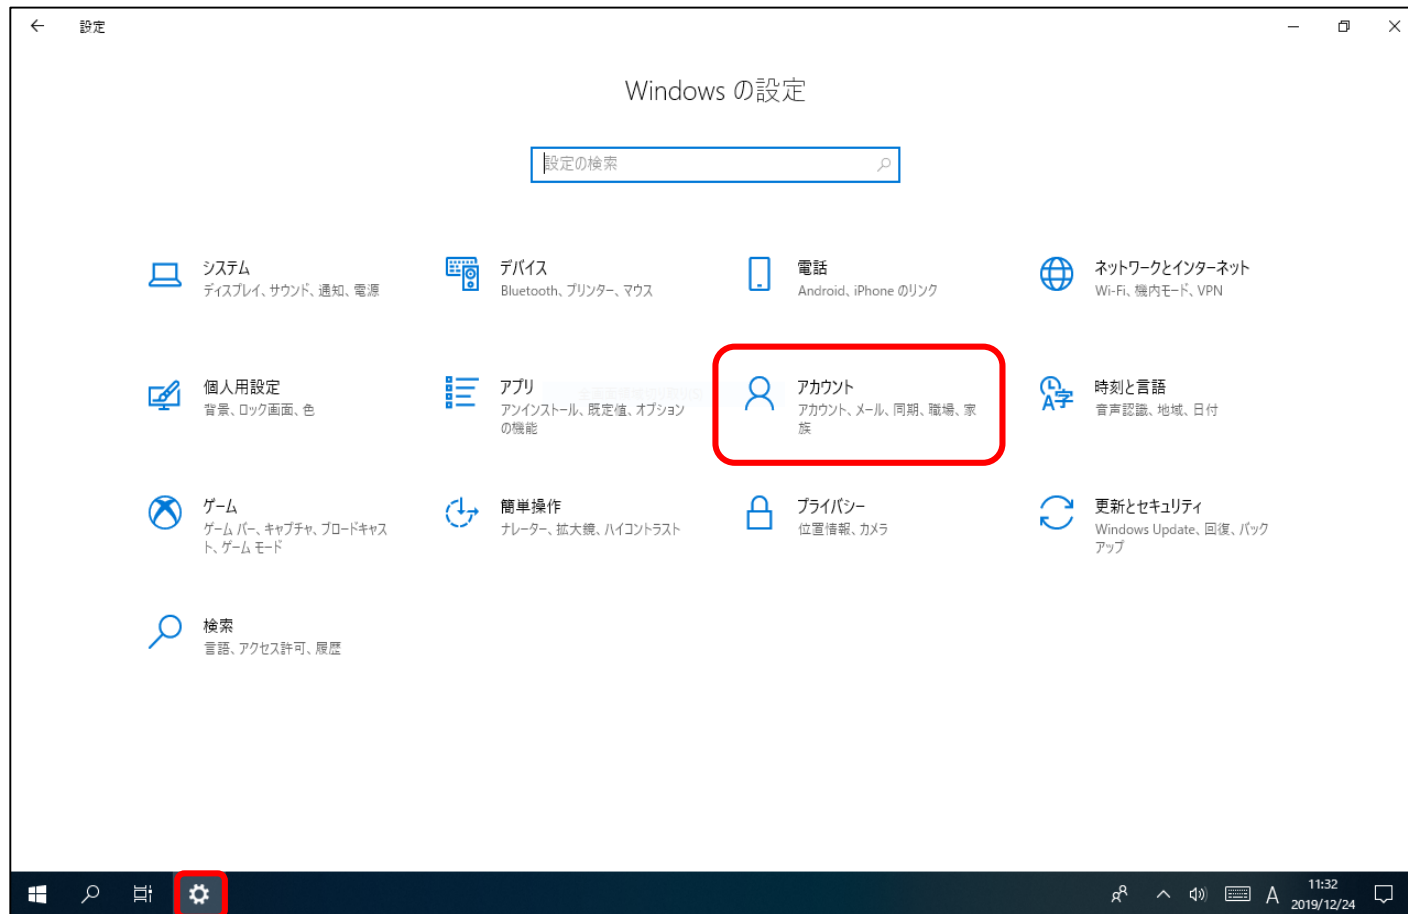 設定
Windows の設定
設定の検索
システム
ディスプレイ、サウンド、通知、電源
デバイス
Bluetooth、プリンター、マウス
電話
Android、iPhone のリンク
ネットワークとインターネット
Wi-Fi、機内モード、VPN
個人用設定
背景、ロック画面、色
アプリ
アンインストール、既定値、オプション
の機能
アカウント
アカウント、メール、同期、職場、家
族
時刻と言語
音声認識、地域、日付
ゲーム
ゲーム バー、キャプチャ、ブロードキャス
ト、ゲーム モード
簡単操作
ナレーター、拡大鏡、ハイコントラスト
プライバシー
位置情報、カメラ
更新とセキュリティ
Windows Update、回復、バック
アップ
検索
言語、アクセス許可、履歴
A
11:32
2019/12/24